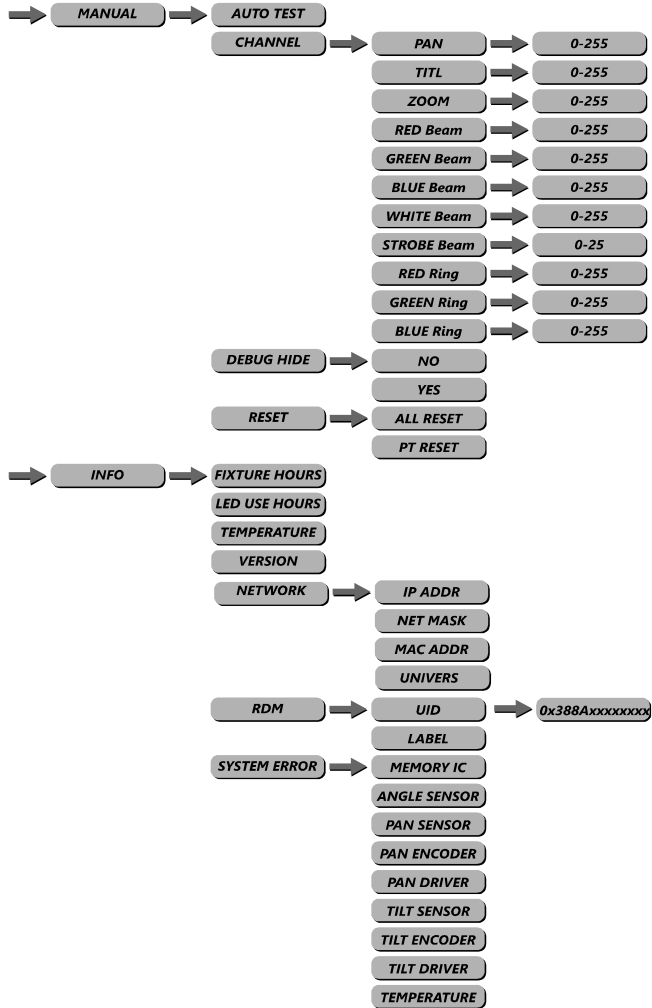 MANUAL AUTO TEST
CHANNEL PAN 0-255
TITL 0-255
ZOOM 0-255
RED Beam 0-255
GREEN Beam 0-255
BLUE Beam 0-255
WHITE Beam 0-255
STROBE Beam 0-25
RED Ring 0-255
GREEN Ring 0-255
BLUE Ring 0-255
DEBUG HIDE NO
YES
RESET ALL RESET
PT RESET
INFO FIXTURE HOURS
LED USE HOURS
TEMPERATURE
VERSION
NETWORK IP ADDR
NET MASK
MAC ADDR
UNIVERS
RDM UID 0x388Axxxxxxxx
LABEL
SYSTEM ERROR MEMORY IC
ANGLE SENSOR
PAN SENSOR
PAN ENCODER
PAN DRIVER
TILT SENSOR
TILT ENCODER
TILT DRIVER
TEMPERATURE